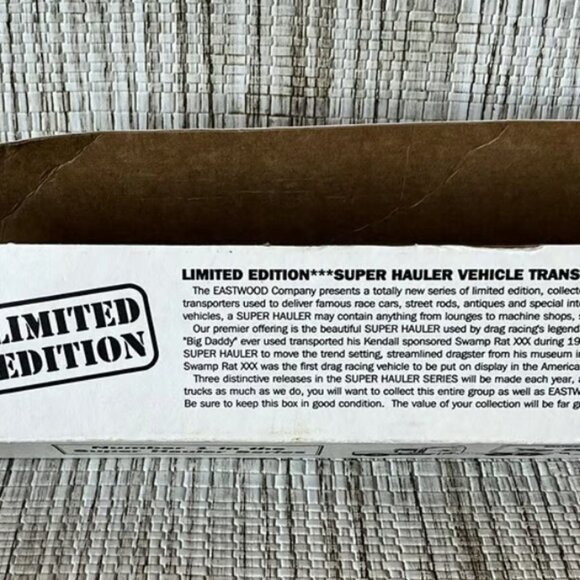 LIMITED
EDITION
LIMITED EDITION***SUPER HAULER VEHICLE TRANS
The EASTWOOD Company presents a totally new series of limited edition, collecto
transporters used to deliver famous race cars, street rods, antiques and special int
vehicles, a SUPER HAULER may contain anything from lounges to machine shops, s
Our premier offering is the beautiful SUPER HAULER used by drag racing's legend
"Big Daddy" ever used transported his Kendall sponsored Swamp Rat XXX during 19
SUPER HAULER to move the trend setting, streamlined dragster from his museum i
Swamp Rat XXX was the first drag racing vehicle to be put on display in the America
Three distinctive releases in the SUPER HAULER SERIES will be made each year, a
trucks as much as we do, you will want to collect this entire group as well as EASTW
Be sure to keep this box in good condition. The value of your collection will be far g
in the